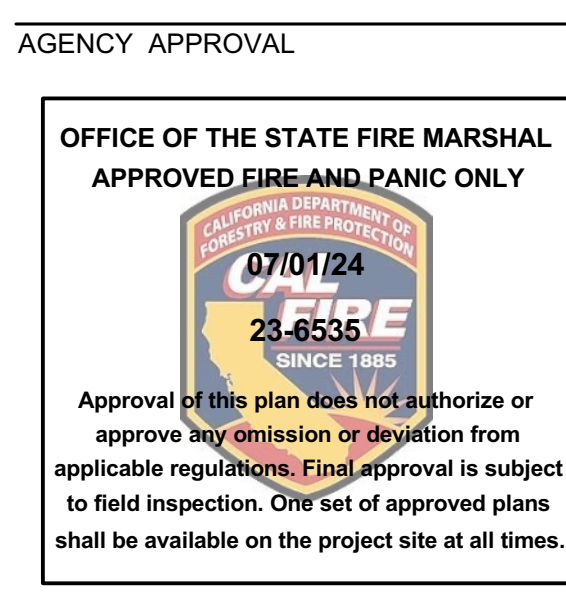 AGENCY APPROVAL
OFFICE OF THE STATE FIRE MARSHAL
APPROVED FIRE AND PANIC ONLY
CALIFORNIA DEPARTMENT OF
FORESTRY & FIRE PROTECTION
07/01/24
CAL
FIRE
23-6535
SINCE 1885
Approval of this plan does not authorize or
approve any omission or deviation from
applicable regulations. Final approval is subject
to field inspection. One set of approved plans
shall be available on the project site at all times.